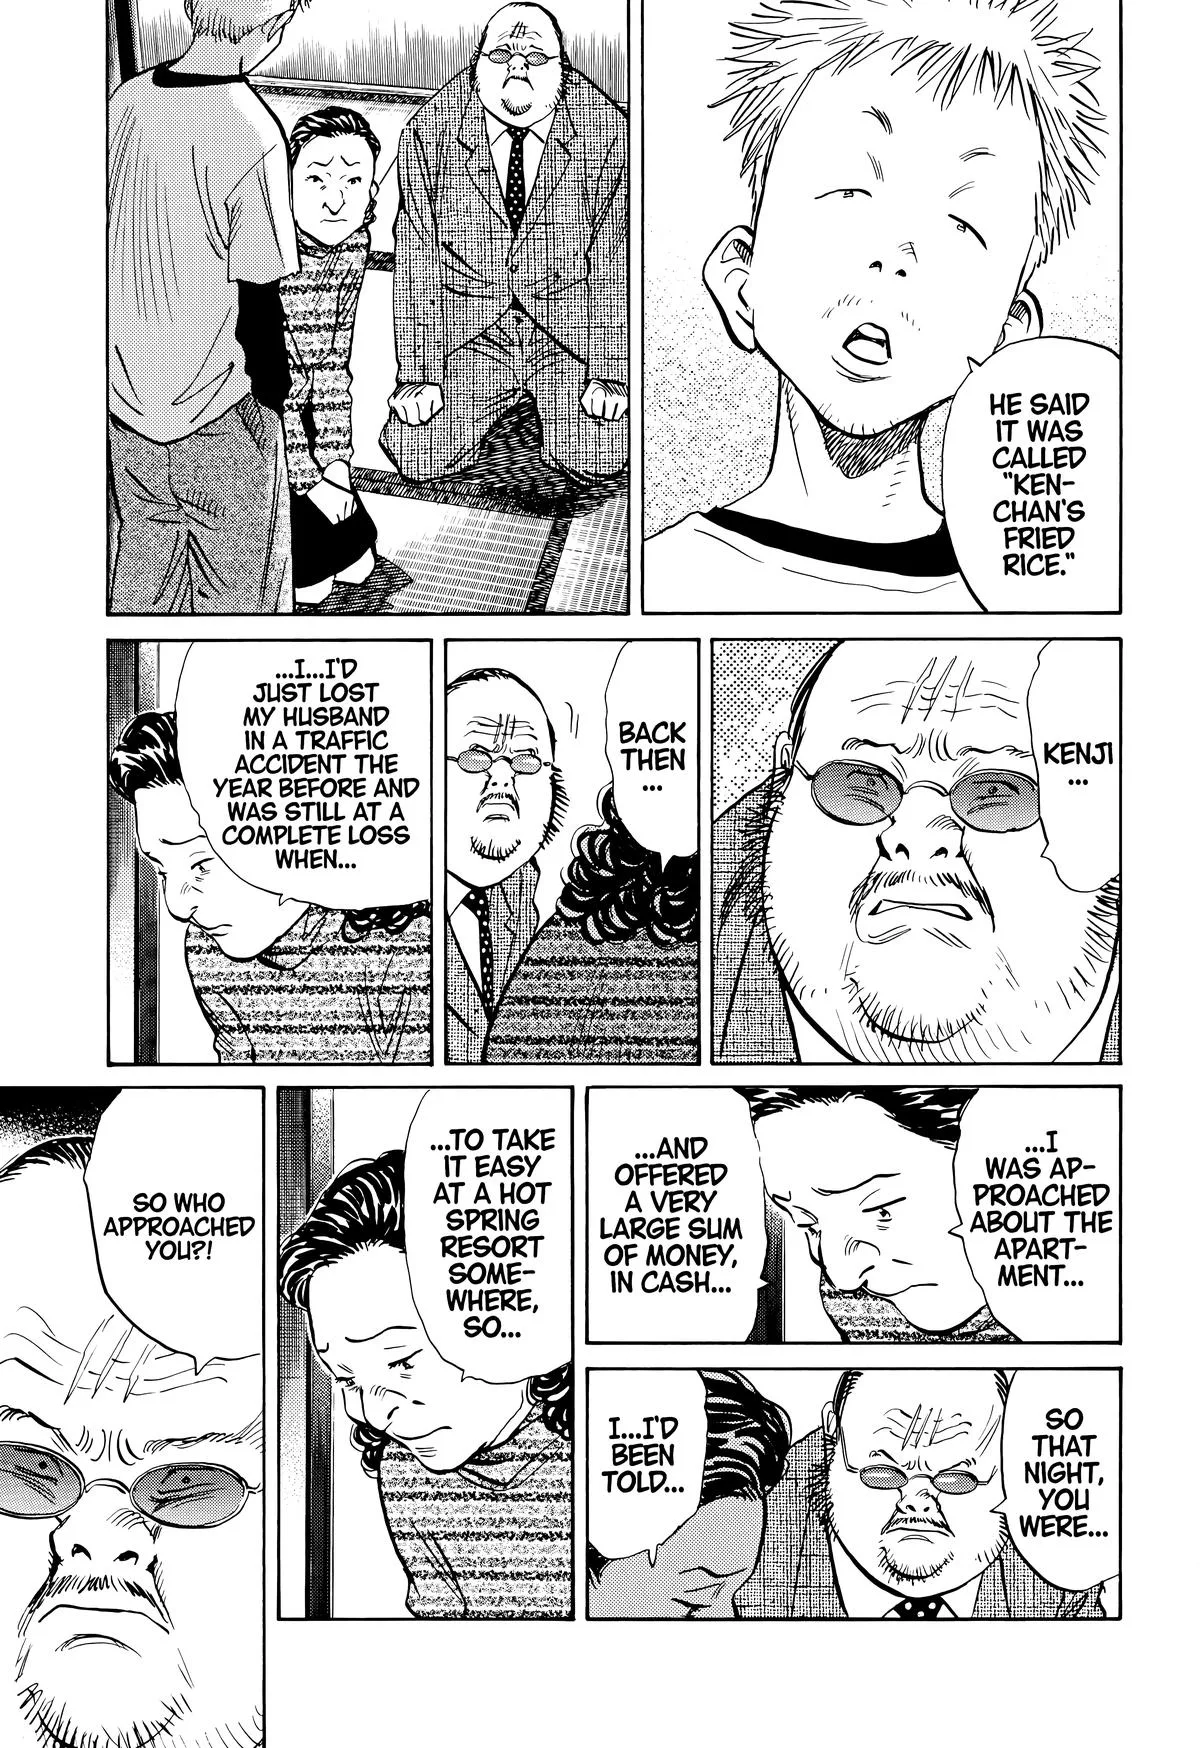 HE SAID
IT WAS
CALLED
"KEN-
CHAN'S
FRIED
RICE."
KENJI
...
BACK
THEN
...
...I...I'D
JUST LOST
MY HUSBAND
IN A TRAFFIC
ACCIDENT THE
YEAR BEFORE AND
WAS STILL AT A
COMPLETE LOSS
WHEN...
...I
WAS AP-
PROACHED
ABOUT THE
APART-
MENT...
...AND
OFFERED
A VERY
LARGE SUM
OF MONEY,
IN CASH...
SO
THAT
NIGHT,
YOU
WERE...
I...I'D
BEEN
TOLD...
...TO TAKE
IT EASY
AT A HOT
SPRING
RESORT
SOME-
WHERE,
SO...
SO WHO
APPROACHED
YOU?!